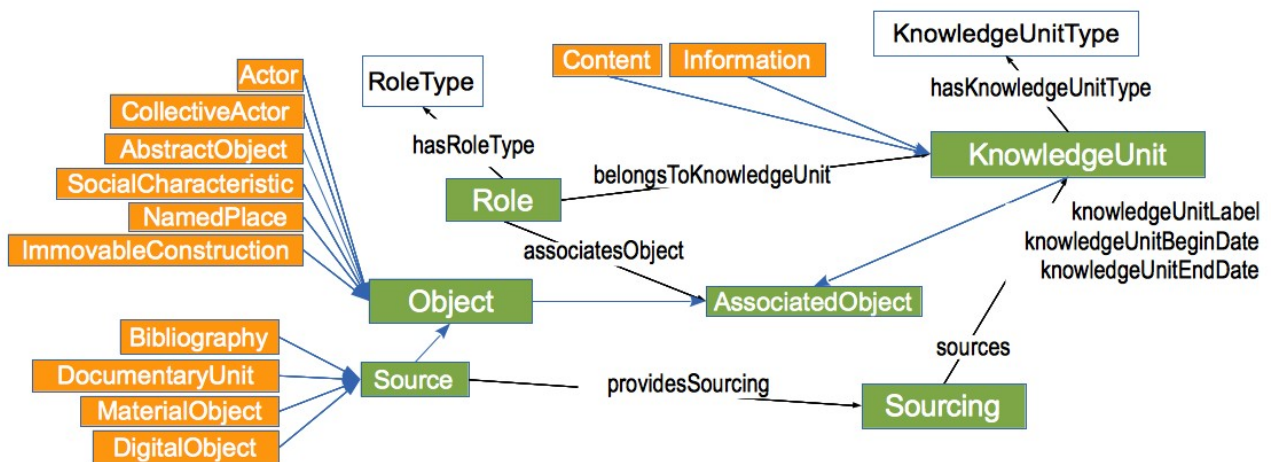 KnowledgeUnitType
Content
Information
Actor
RoleType
hasKnowledgeUnitType
CollectiveActor
AbstractObject
hasRoleType
KnowledgeUnit
SocialCharacteristic
belongsToKnowledgeUnit
Role
NamedPlace
knowledgeUnitLabel
ImmovableConstruction
associatesObject
knowledgeUnitBeginDate
knowledgeUnitEndDate
Object
AssociatedObject
Bibliography
sources
DocumentaryUnit
Source
providesSourcing
MaterialObject
Sourcing
DigitalObject